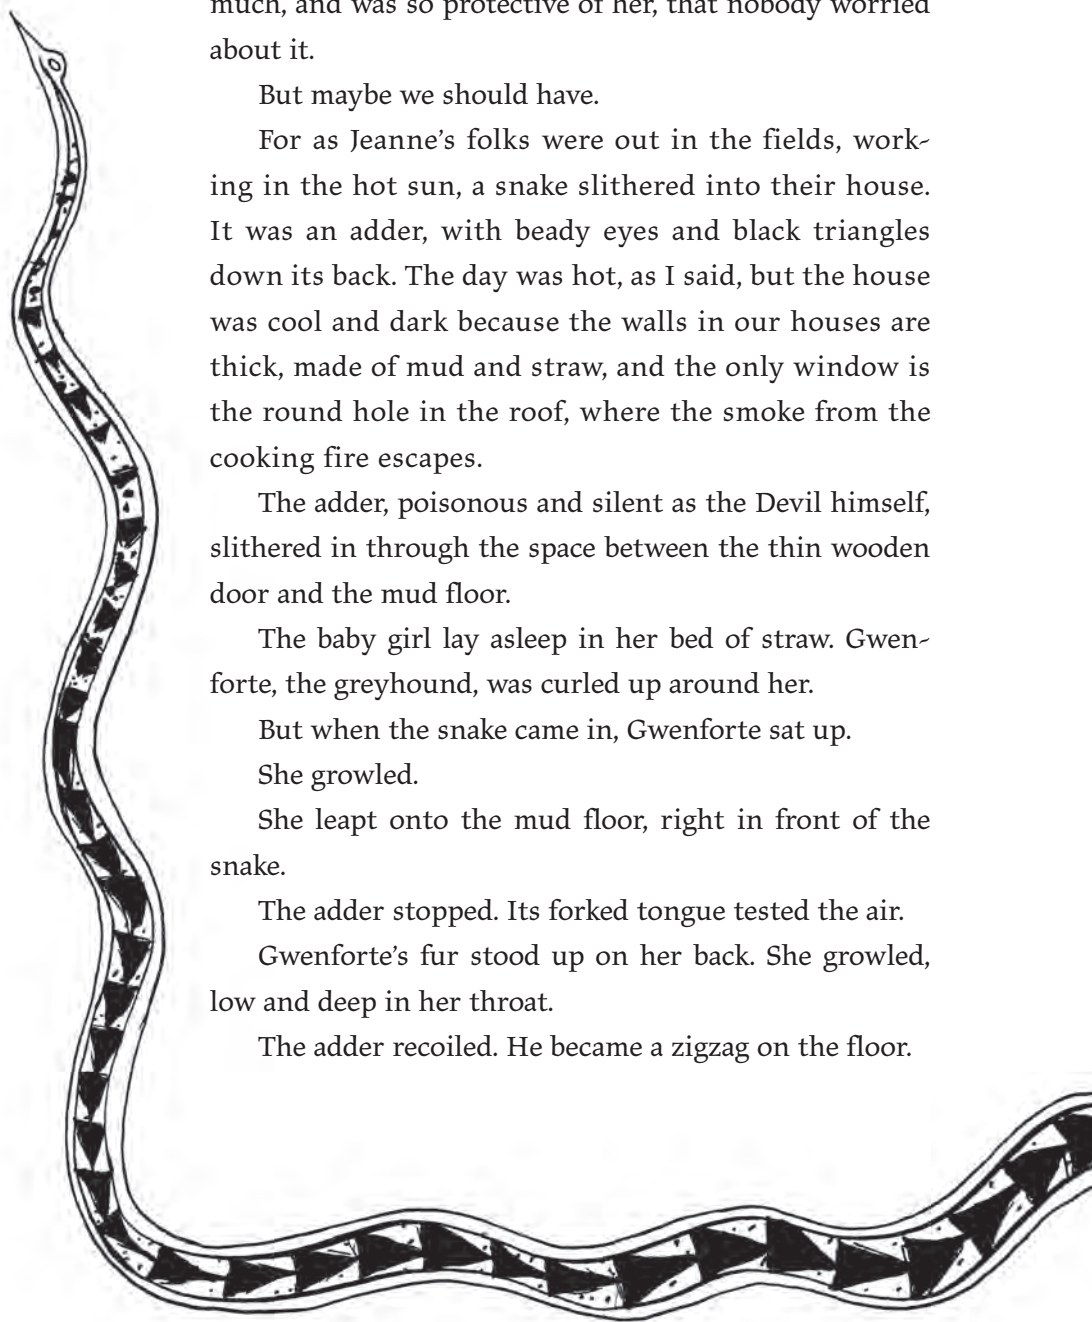 much, and was so protective of her, that nobody worried
about it.
But maybe we should have.
For as Jeanne’s folks were out in the fields, work-
ing in the hot sun, a snake slithered into their house.
It was an adder, with beady eyes and black triangles
down its back. The day was hot, as I said, but the house
was cool and dark because the walls in our houses are
thick, made of mud and straw, and the only window is
the round hole in the roof, where the smoke from the
cooking fire escapes.
The adder, poisonous and silent as the Devil himself,
slithered in through the space between the thin wooden
door and the mud floor.
The baby girl lay asleep in her bed of straw. Gwen-
forte, the greyhound, was curled up around her.
But when the snake came in, Gwenforte sat up.
She growled.
She leapt onto the mud floor, right in front of the
snake.
The adder stopped. Its forked tongue tested the air.
Gwenforte’s fur stood up on her back. She growled,
low and deep in her throat.
The adder recoiled. He became a zigzag on the floor.